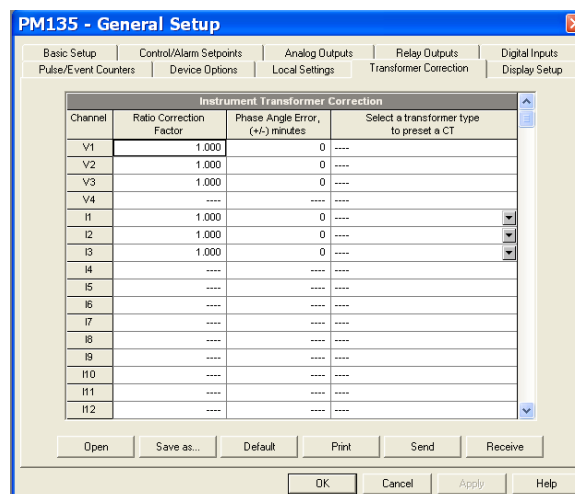 PM135 - General Setup
Basic Setup Control/Alarm Setpoints Analog Outputs Relay Outputs Digital Inputs
Pulse/Event Counters Device Options Local Settings Transformer Correction Display Setup
Instrument Transformer Correction
Channel Ratio Correction Factor Phase Angle Error, (+/-) minutes Select a transformer type to preset a CT
V1 1.000 0 ----
V2 1.000 0 ----
V3 1.000 0 ----
V4 ---- ---- ----
I1 1.000 0 ----
I2 1.000 0 ----
I3 1.000 0 ----
I4 ---- ---- ----
I5 ---- ---- ----
I6 ---- ---- ----
I7 ---- ---- ----
I8 ---- ---- ----
I9 ---- ---- ----
I10 ---- ---- ----
I11 ---- ---- ----
I12 ---- ---- ----
Open Save as... Default Print Send Receive
OK Cancel Apply Help